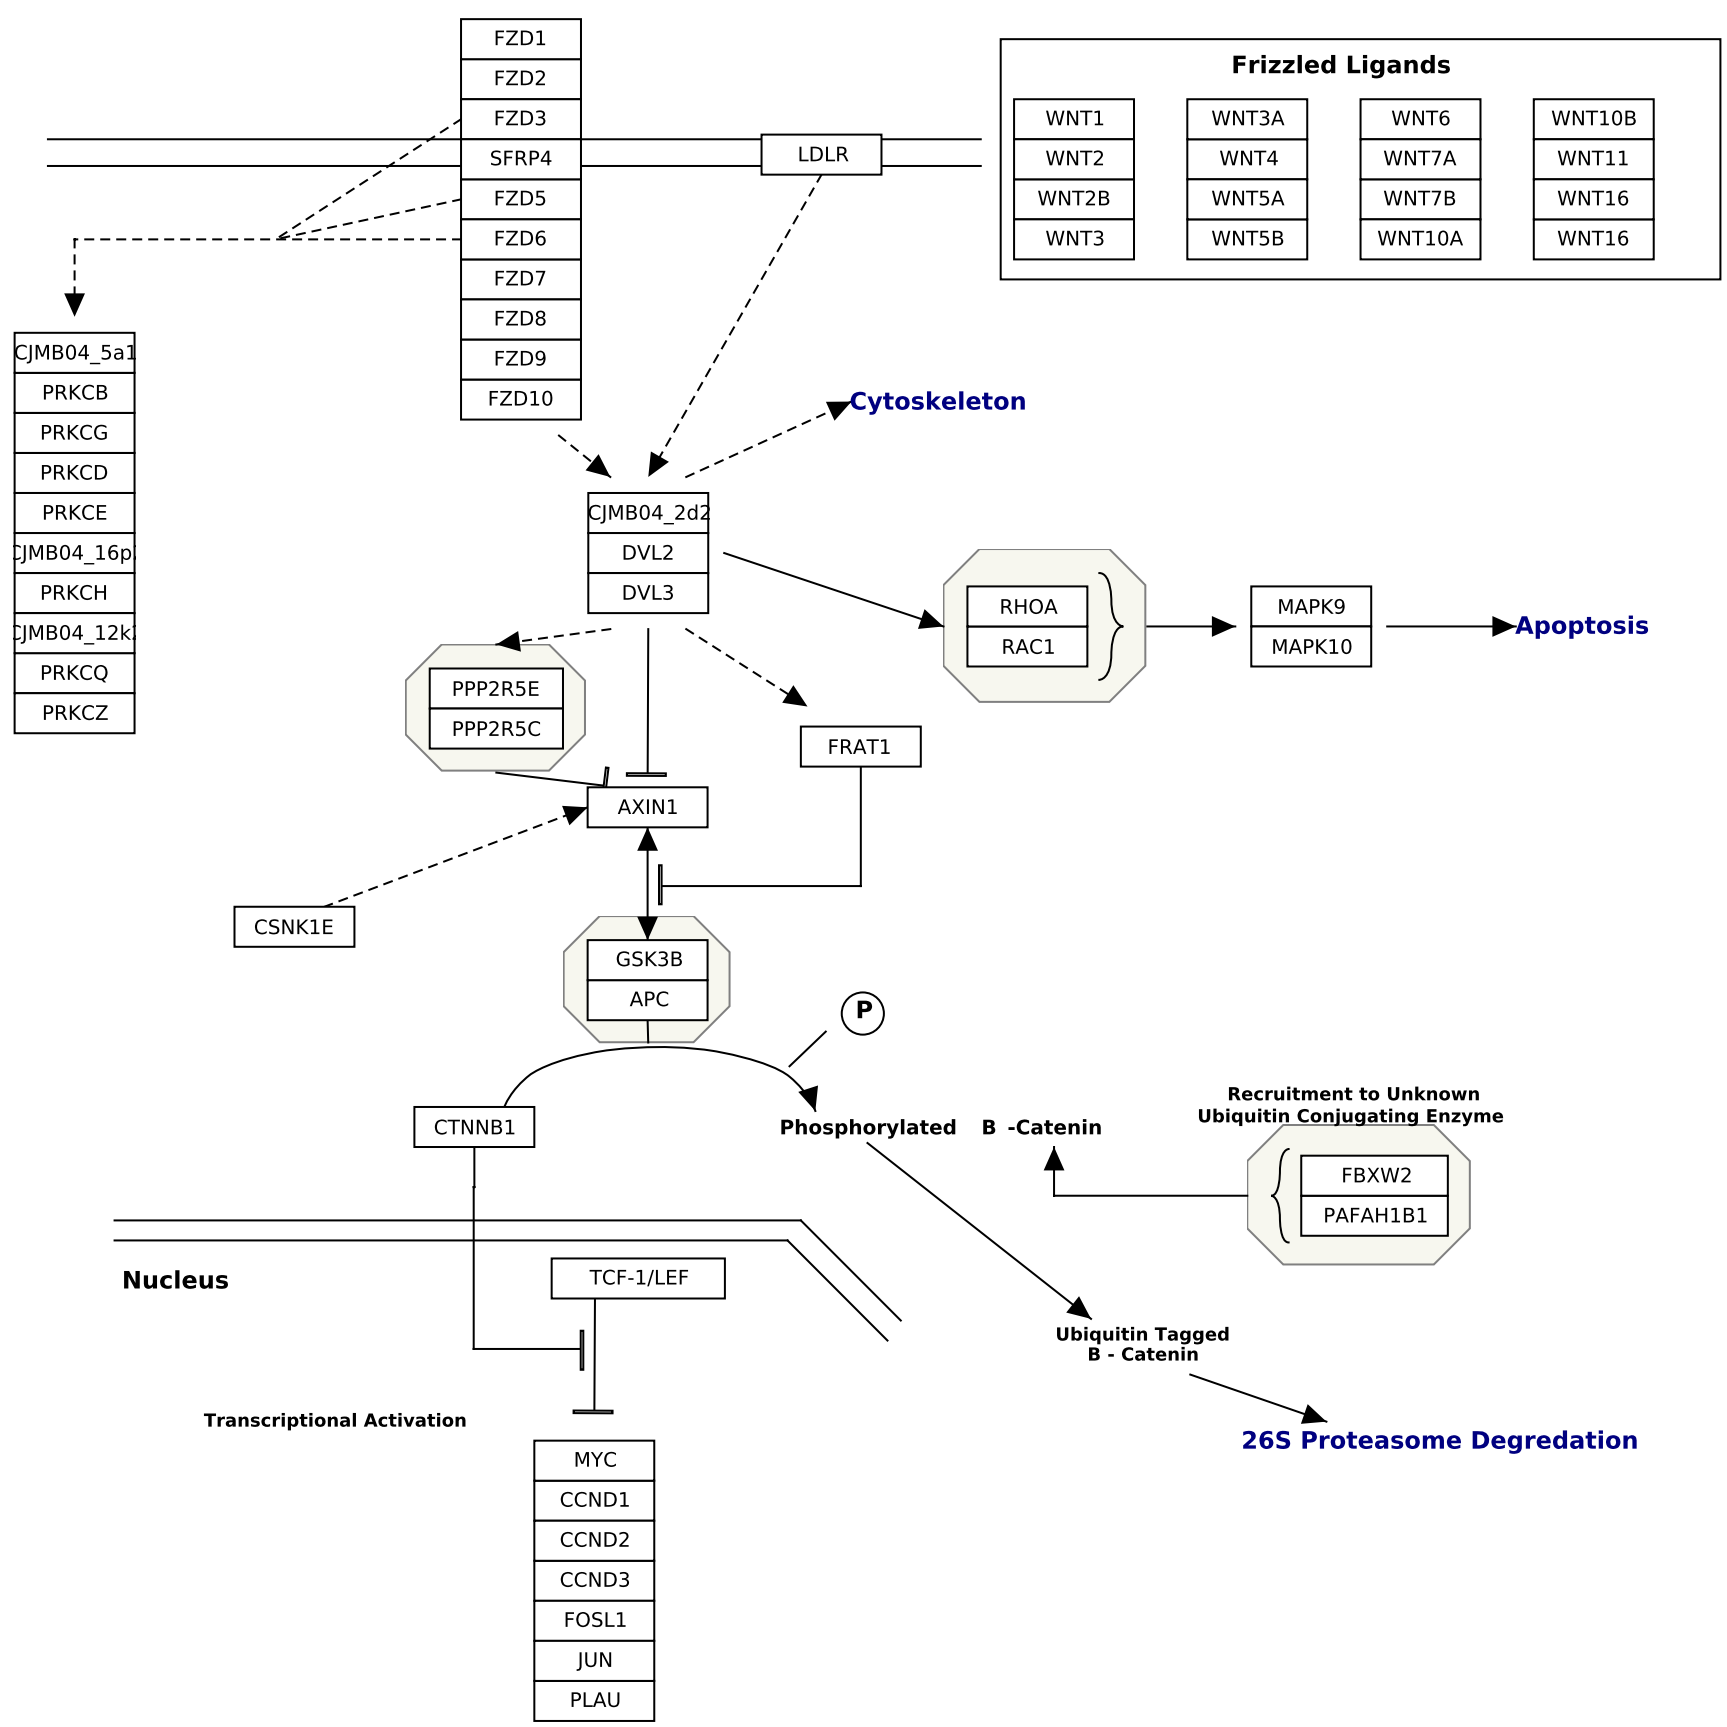 FZD1
FZD2
FZD3
SFRP4
FZD5
FZD6
FZD7
FZD8
FZD9
FZD10
LDLR
Frizzled Ligands
WNT1
WNT2
WNT2B
WNT3
WNT3A
WNT4
WNT5A
WNT5B
WNT6
WNT7A
WNT7B
WNT10A
WNT10B
WNT11
WNT16
WNT16
CJMB04_5a1
PRKCB
PRKCG
PRKCD
PRKCE
CJMB04_16p
PRKCH
CJMB04_12k
PRKCQ
PRKCZ
Cytoskeleton
CJMB04_2d2
DVL2
DVL3
RHOA
RAC1
MAPK9
MAPK10
Apoptosis
PPP2R5E
PPP2R5C
FRAT1
AXIN1
CSNK1E
GSK3B
APC
P
CTNNB1
Phosphorylated B -Catenin
Recruitment to Unknown
Ubiquitin Conjugating Enzyme
FBXW2
PAFAH1B1
Nucleus
TCF-1/LEF
Ubiquitin Tagged
B - Catenin
Transcriptional Activation
26S Proteasome Degredation
MYC
CCND1
CCND2
CCND3
FOSL1
JUN
PLAU